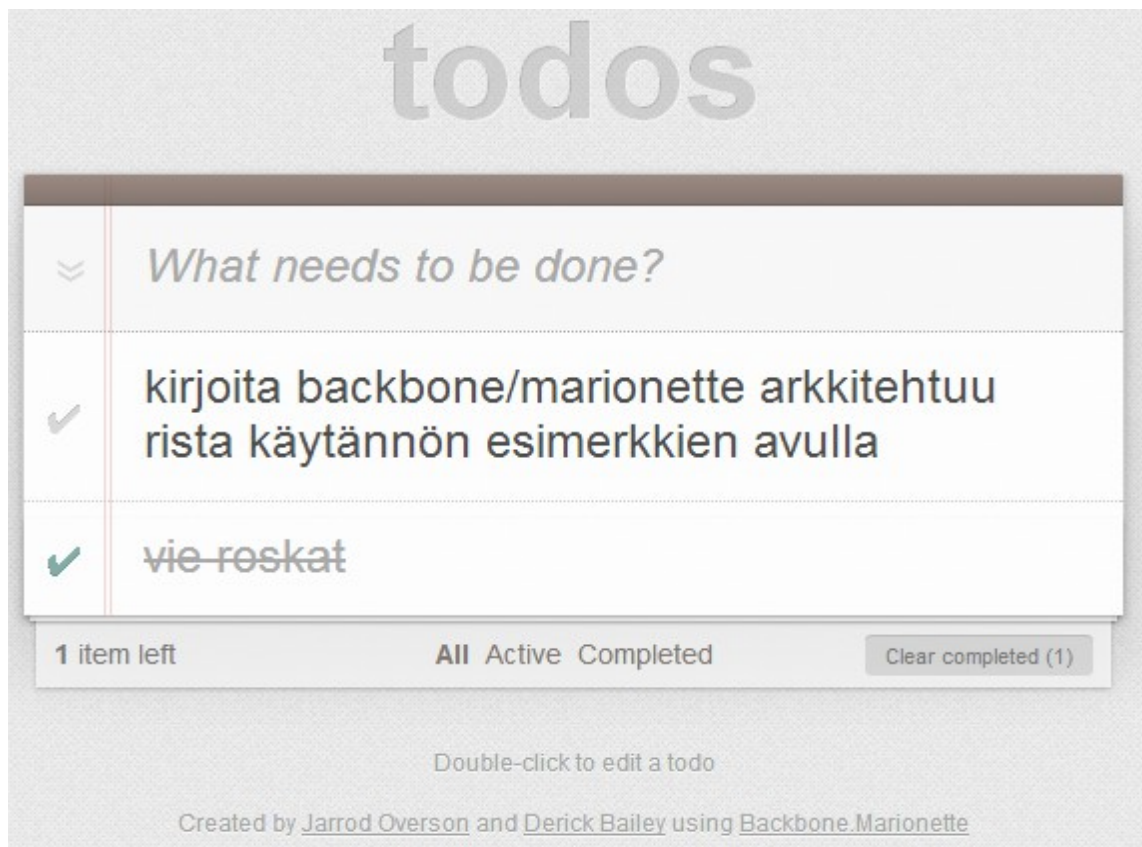 todos
What needs to be done?
kirjoita backbone/marionette arkkitehtuu
rista käytännön esimerkkien avulla
vie roskat
1 item left All Active Completed Clear completed (1)
Double-click to edit a todo
Created by Jarrod Overson and Derick Bailey using Backbone.Marionette